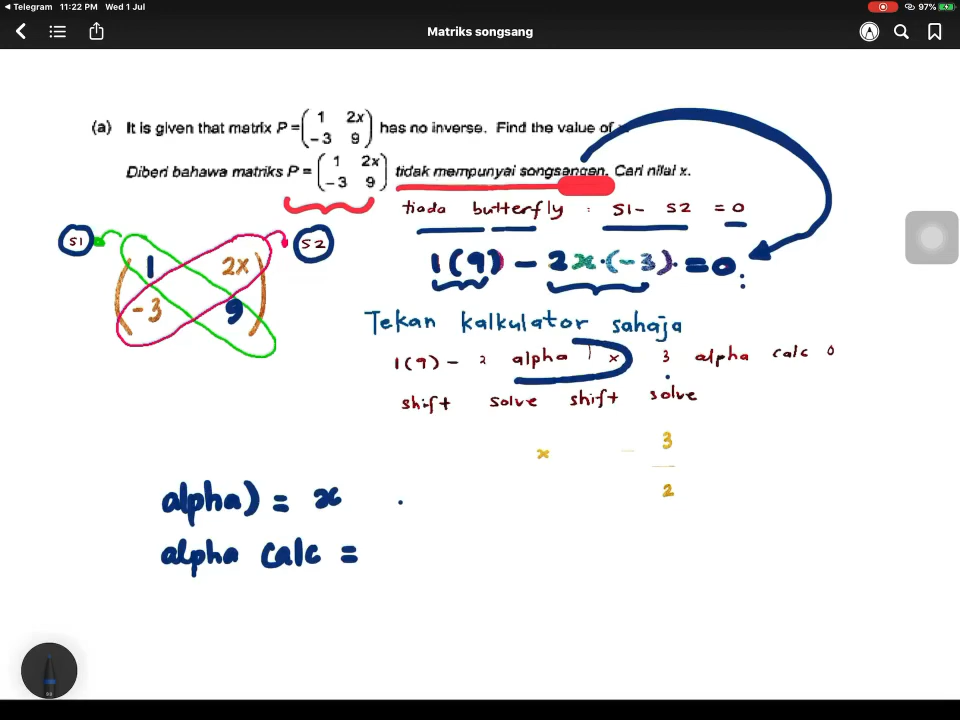 Telegram 11:22 PM Wed 1 Jul 97%
Matriks songsang
(a) It is given that matrix P = ( 1 2x -3 9 ) has no inverse. Find the value of
Diberi bahawa matriks P = ( 1 2x -3 9 ) tidak mempunyai songsangan. Cari nilai x.
tiada butterfly : S1 - S2 = 0
S1 S2
1(9) - 2x·(-3)· = 0
( 1 2x
-3 9 )
Tekan kalkulator sahaja
1(9) - 2 alpha ) x 3 alpha calc 0
shift solve shift solve
x - 3
2
alpha) = x
alpha calc =